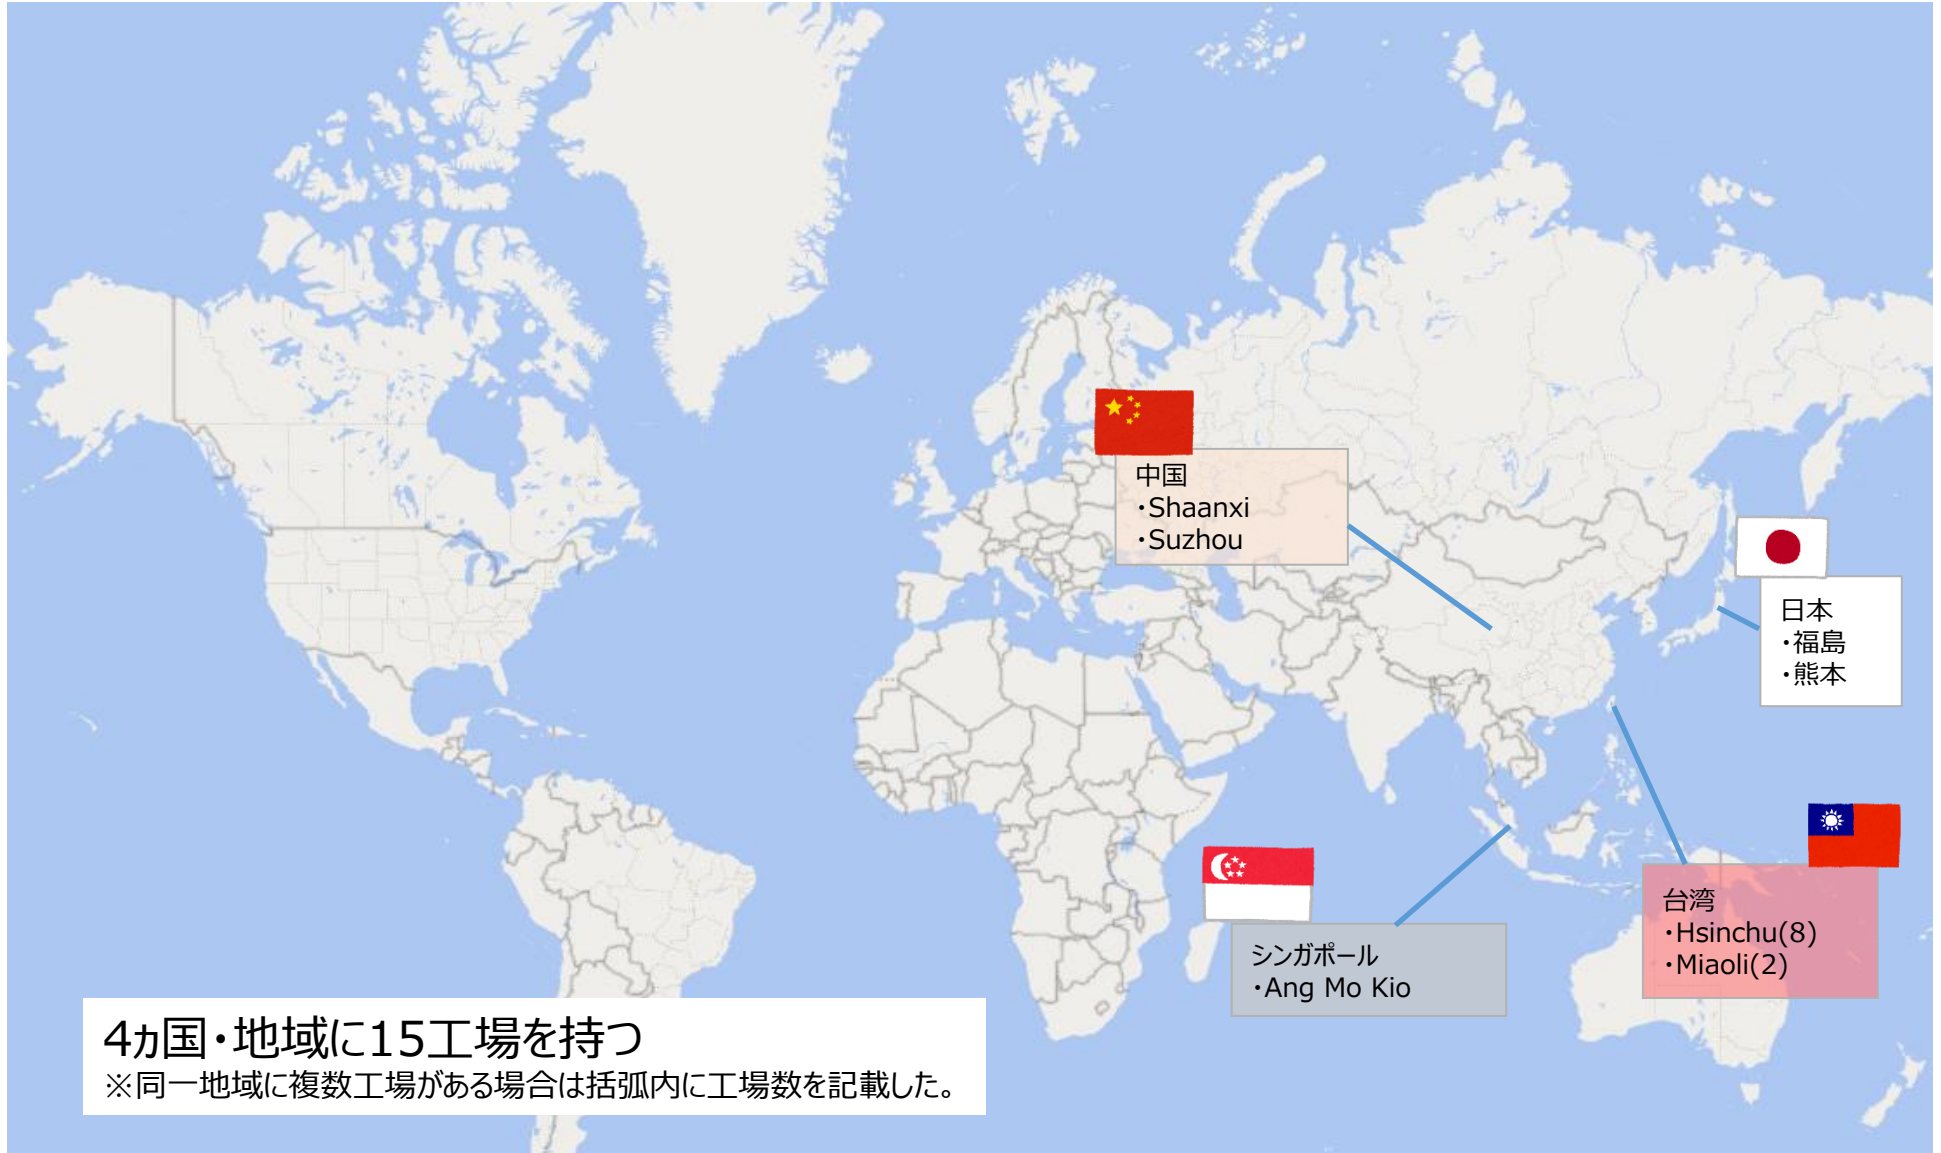 中国
・Shaanxi
・Suzhou
日本
・福島
・熊本
台湾
・Hsinchu(8)
・Miaoli(2)
シンガポール
・Ang Mo Kio
4ヵ国・地域に15工場を持つ
※同一地域に複数工場がある場合は括弧内に工場数を記載した。